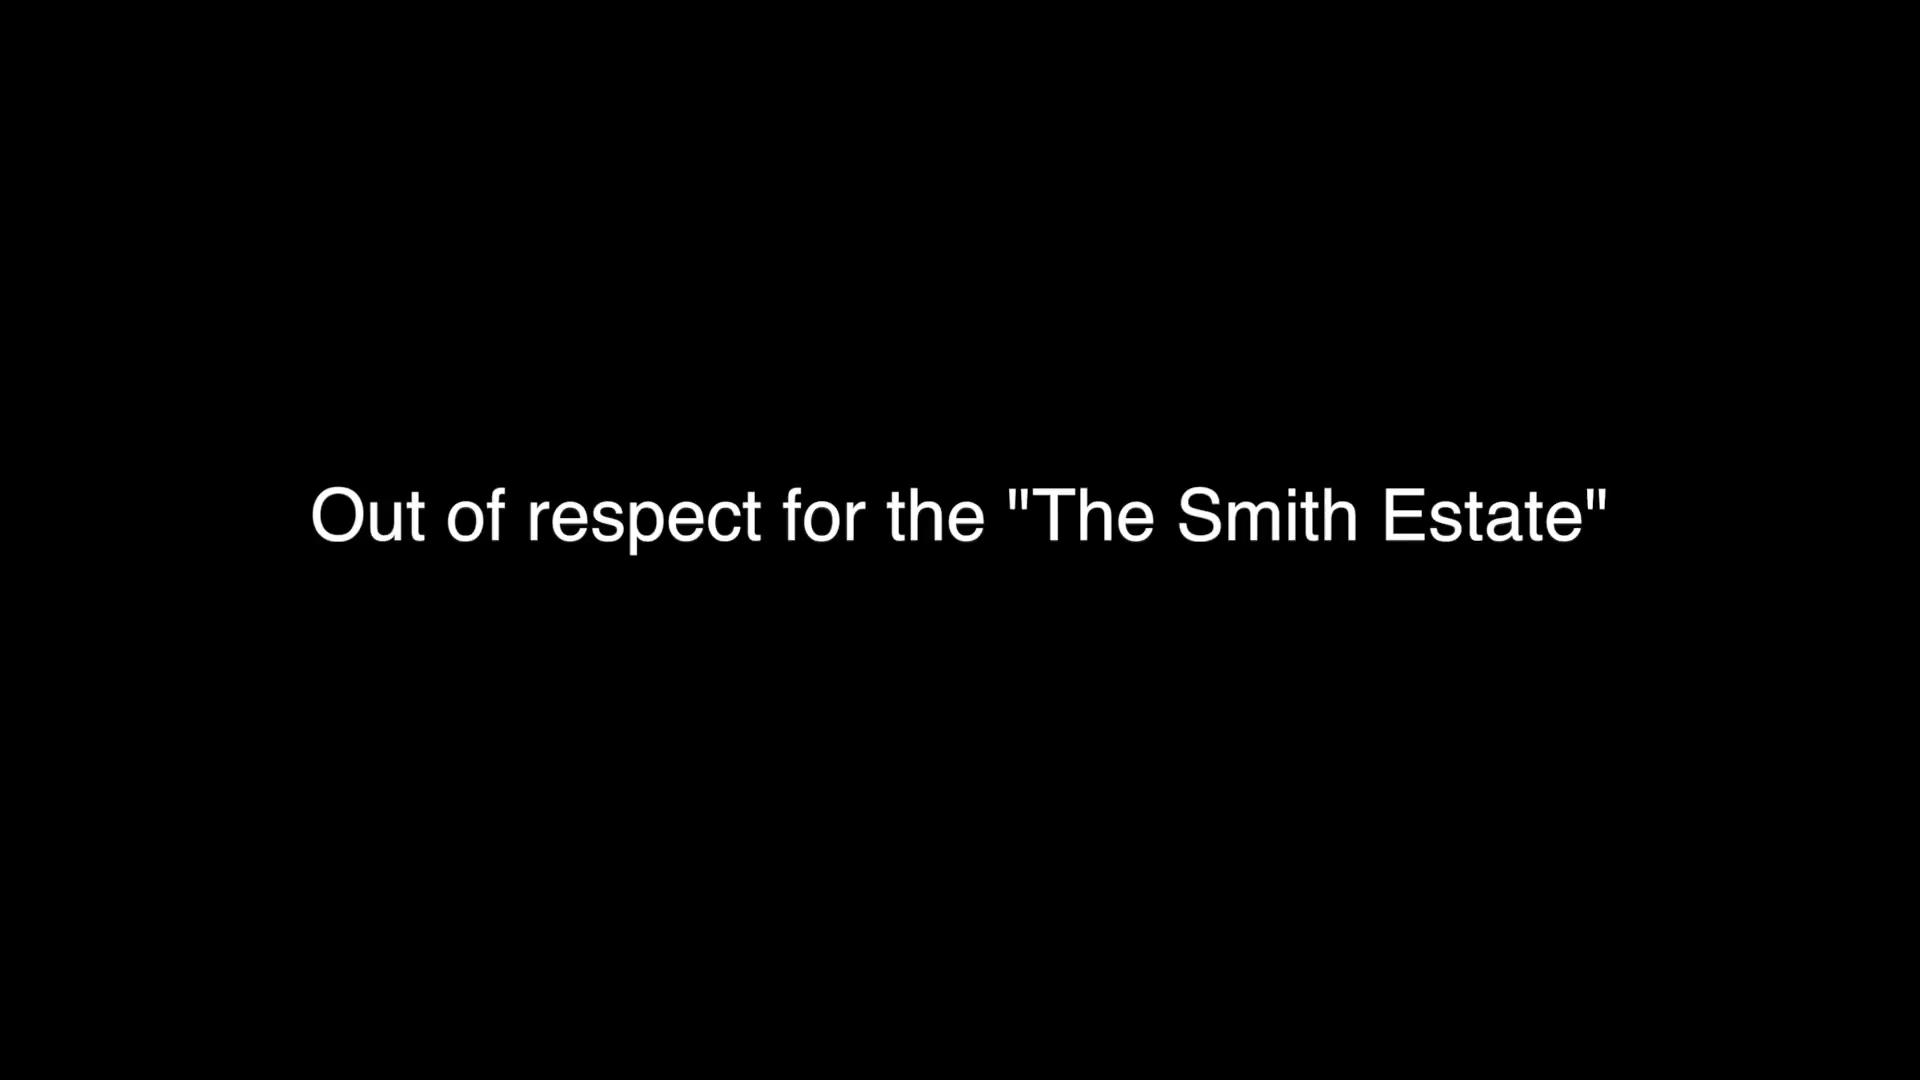 Out of respect for the "The Smith Estate"